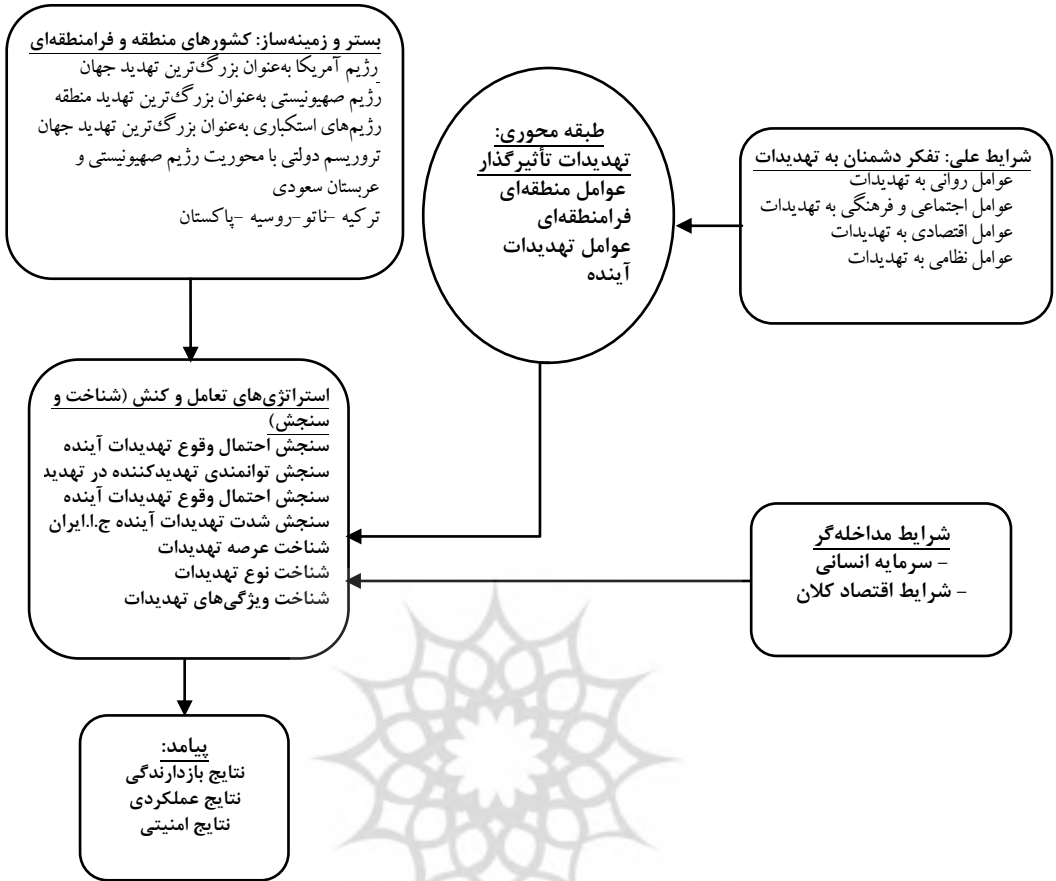 بستر و زمینه‌ساز: کشورهای منطقه و فرامنطقه‌ای
رژیم آمریکا به‌عنوان بزرگ‌ترین تهدید جهان
رژیم صهیونیستی به‌عنوان بزرگ‌ترین تهدید منطقه
رژیم‌های استکباری به‌عنوان بزرگ‌ترین تهدید جهان
تروریسم دولتی با محوریت رژیم صهیونیستی و
عربستان سعودی
ترکیه -ناتو-روسیه -پاکستان
طبقه محوری:
تهدیدات تأثیرگذار
عوامل منطقه‌ای
فرامنطقه‌ای
عوامل تهدیدات
آینده
شرایط علی: تفکر دشمنان به تهدیدات
عوامل روانی به تهدیدات
عوامل اجتماعی و فرهنگی به تهدیدات
عوامل اقتصادی به تهدیدات
عوامل نظامی به تهدیدات
استراتژی‌های تعامل و کنش (شناخت و
سنجش)
سنجش احتمال وقوع تهدیدات آینده
سنجش توانمندی تهدیدکننده در تهدید
سنجش احتمال وقوع تهدیدات آینده
سنجش شدت تهدیدات آینده ج.ا.ایران
شناخت عرصه تهدیدات
شناخت نوع تهدیدات
شناخت ویژگی‌های تهدیدات
شرایط مداخله‌گر
- سرمایه انسانی
- شرایط اقتصاد کلان
پیامد:
نتایج بازدارندگی
نتایج عملکردی
نتایج امنیتی